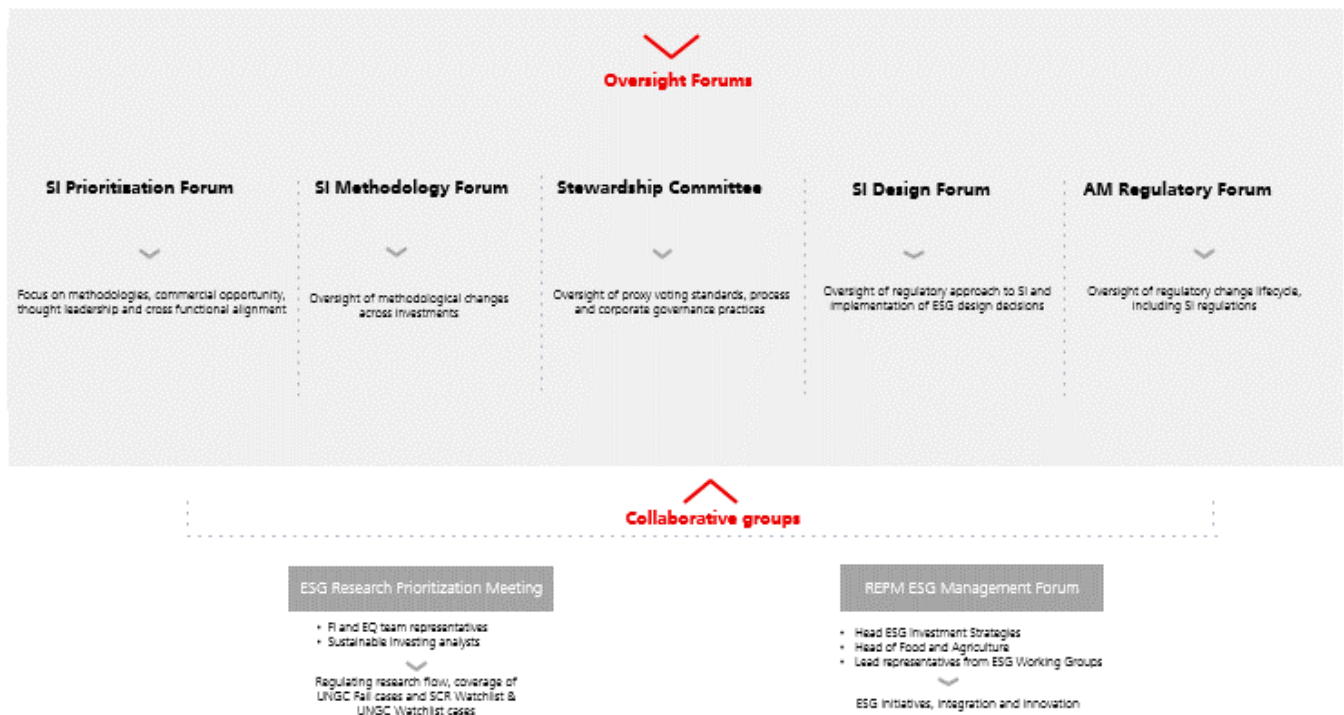 Oversight Forums
SI Prioritization Forum
Focus on methodologies, commercial opportunity,
thought leadership and cross functional alignment
SI Methodology Forum
Oversight of methodological changes
across investments
Stewardship Committee
Oversight of proxy voting standards, process
and corporate governance practices
SI Design Forum
Oversight of regulatory approach to SI and
implementation of ESG design decisions
AM Regulatory Forum
Oversight of regulatory change lifecycle,
including SI regulations
Collaborative groups
ESG Research Prioritization Meeting
• FI and EQ team representatives
• Sustainable investing analysts
Regulating research flow, coverage of
UNGC Fail cases and SCR Watchlist &
UNGC Watchlist cases
REPM ESG Management Forum
• Head ESG Investment Strategies
• Head of Food and Agriculture
• Lead representatives from ESG Working Groups
ESG initiatives, integration and innovation